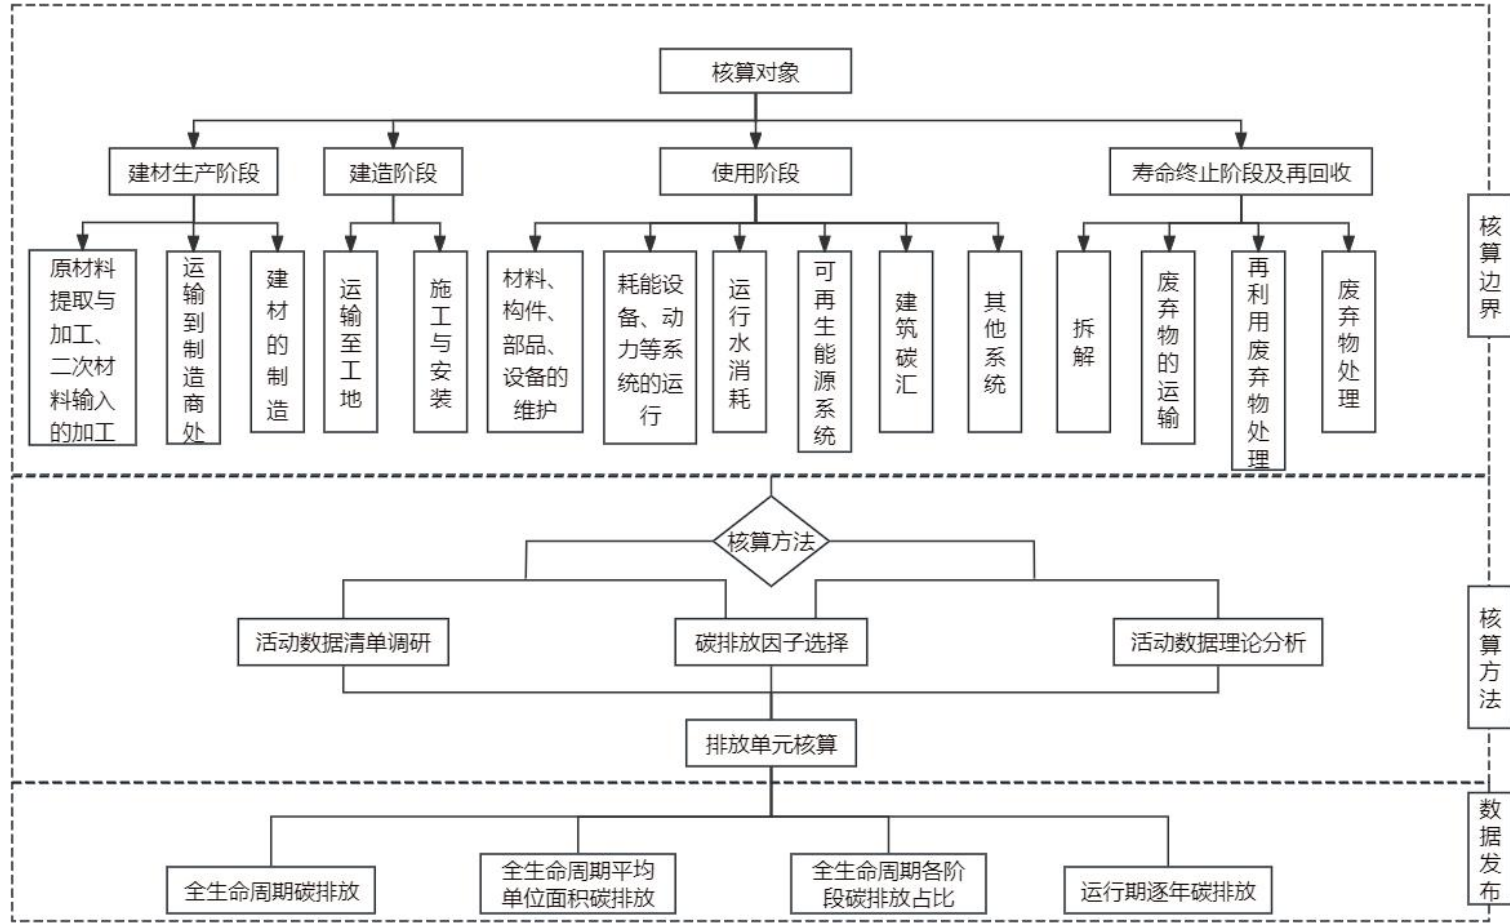 核算对象
建材生产阶段
建造阶段
使用阶段
寿命终止阶段及再回收
原材料
提取与
加工、
二次材
料输入
的加工
运输到制造商处
建材的制造
运输至工地
施工与安装
材料、
构件、
部品、
设备的
维护
耗能设
备、动
力等系
统的运
行
运行水消耗
可再生能源系统
建筑碳汇
其他系统
拆解
废弃物的运输
再利用废弃物处理
废弃物处理
核算边界
核算方法
活动数据清单调研
碳排放因子选择
活动数据理论分析
排放单元核算
核算方法
全生命周期碳排放
全生命周期平均
单位面积碳排放
全生命周期各阶
段碳排放占比
运行期逐年碳排放
数据发布